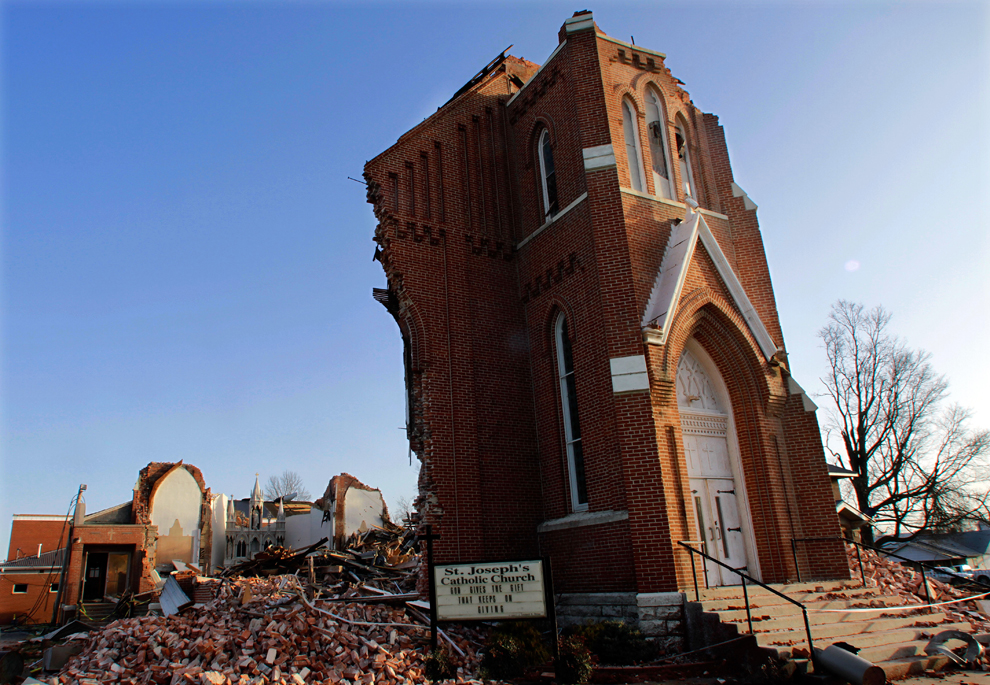 St. Joseph's
Catholic Church
GOD GIVES THE GIFT
THAT KEEPS ON
GIVING